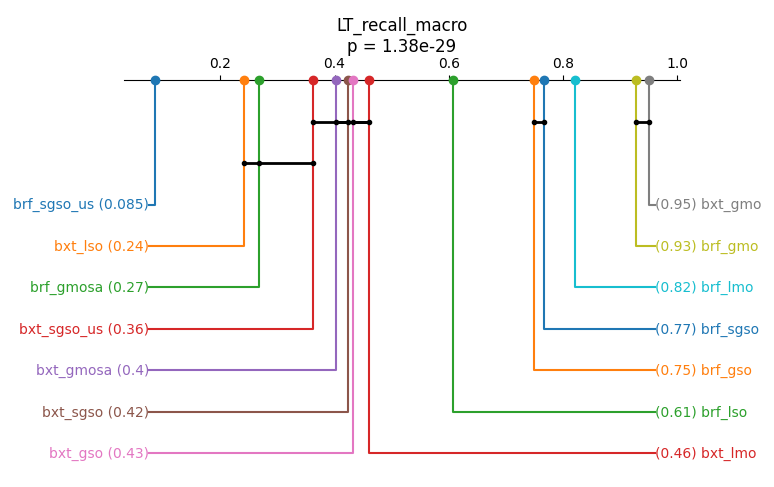 LT_recall_macro
p = 1.38e-29
0.2 0.4 0.6 0.8 1.0
brf_sgso_us (0.085) (0.95) bxt_gmo
bxt_lso (0.24) (0.93) brf_gmo
brf_gmosa (0.27) (0.82) brf_lmo
bxt_sgso_us (0.36) (0.77) brf_sgso
bxt_gmosa (0.4) (0.75) brf_gso
bxt_sgso (0.42) (0.61) brf_lso
bxt_gso (0.43) (0.46) bxt_lmo